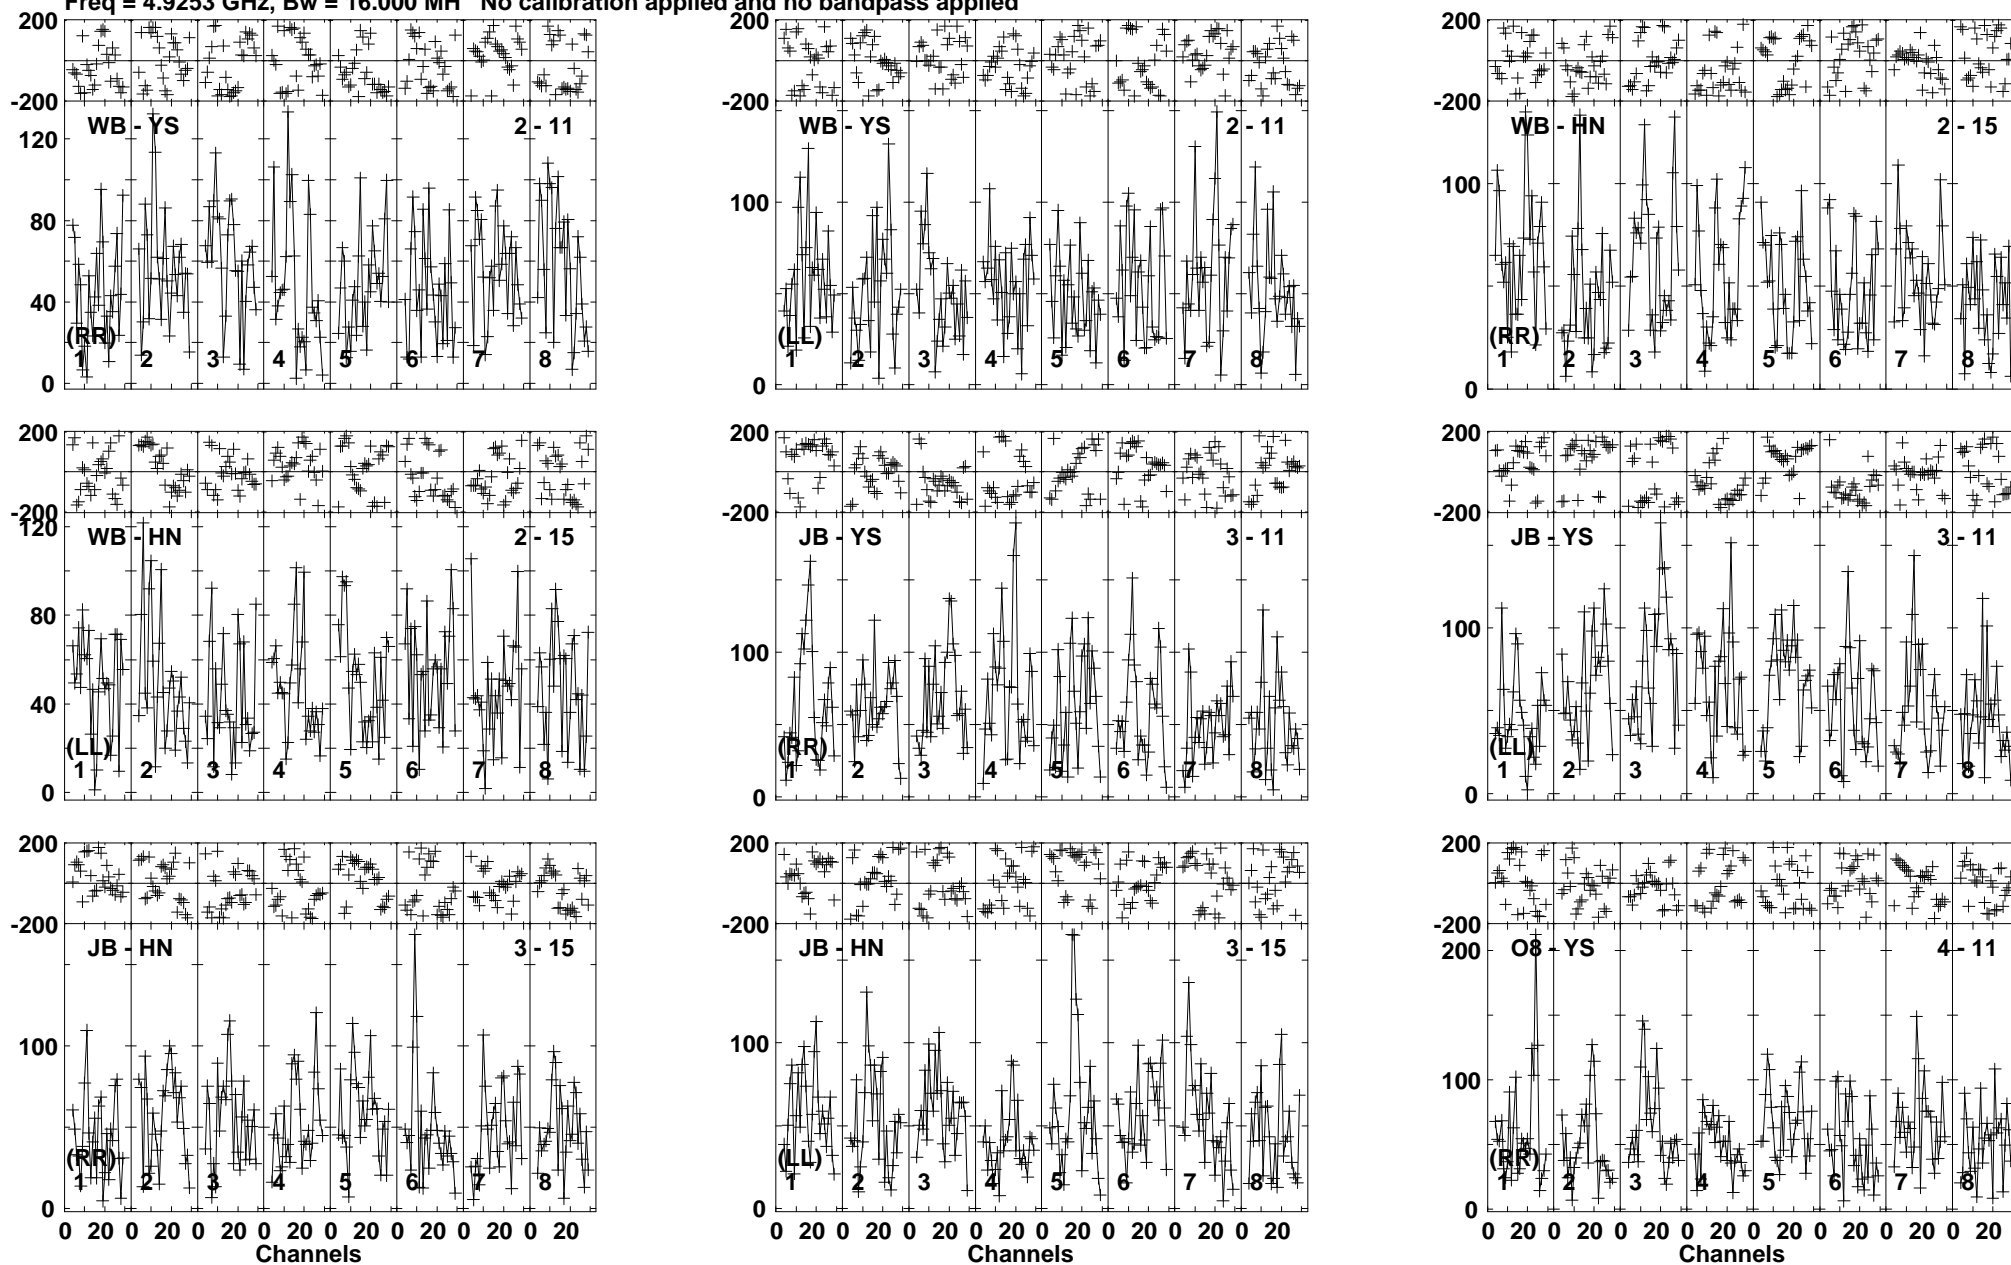 Freq = 4.9253 GHz, Bw = 16.000 MH No calibration applied and no bandpass applied
200
-200
WB - YS 2 - 11
120
80
40
0
(RR)
1 2 3 4 5 6 7 8
200
-200
WB - YS 2 - 11
100
0
(LL)
1 2 3 4 5 6 7 8
200
-200
WB - HN 2 - 15
100
0
(RR)
1 2 3 4 5 6 7 8
200
-200
WB - HN 2 - 15
120
80
40
0
(LL)
1 2 3 4 5 6 7 8
200
-200
JB - YS 3 - 11
100
0
(RR)
1 2 3 4 5 6 7 8
200
-200
JB - YS 3 - 11
100
0
(LL)
1 2 3 4 5 6 7 8
200
-200
JB - HN 3 - 15
100
0
(RR)
1 2 3 4 5 6 7 8
0 20 0 20 0 20 0 20 0 20 0 20 0 20 0 20
Channels
200
-200
JB - HN 3 - 15
100
0
(LL)
1 2 3 4 5 6 7 8
0 20 0 20 0 20 0 20 0 20 0 20 0 20 0 20
Channels
200
-200
O8 - YS 4 - 11
200
100
0
(RR)
1 2 3 4 5 6 7 8
0 20 0 20 0 20 0 20 0 20 0 20 0 20 0 20
Channels